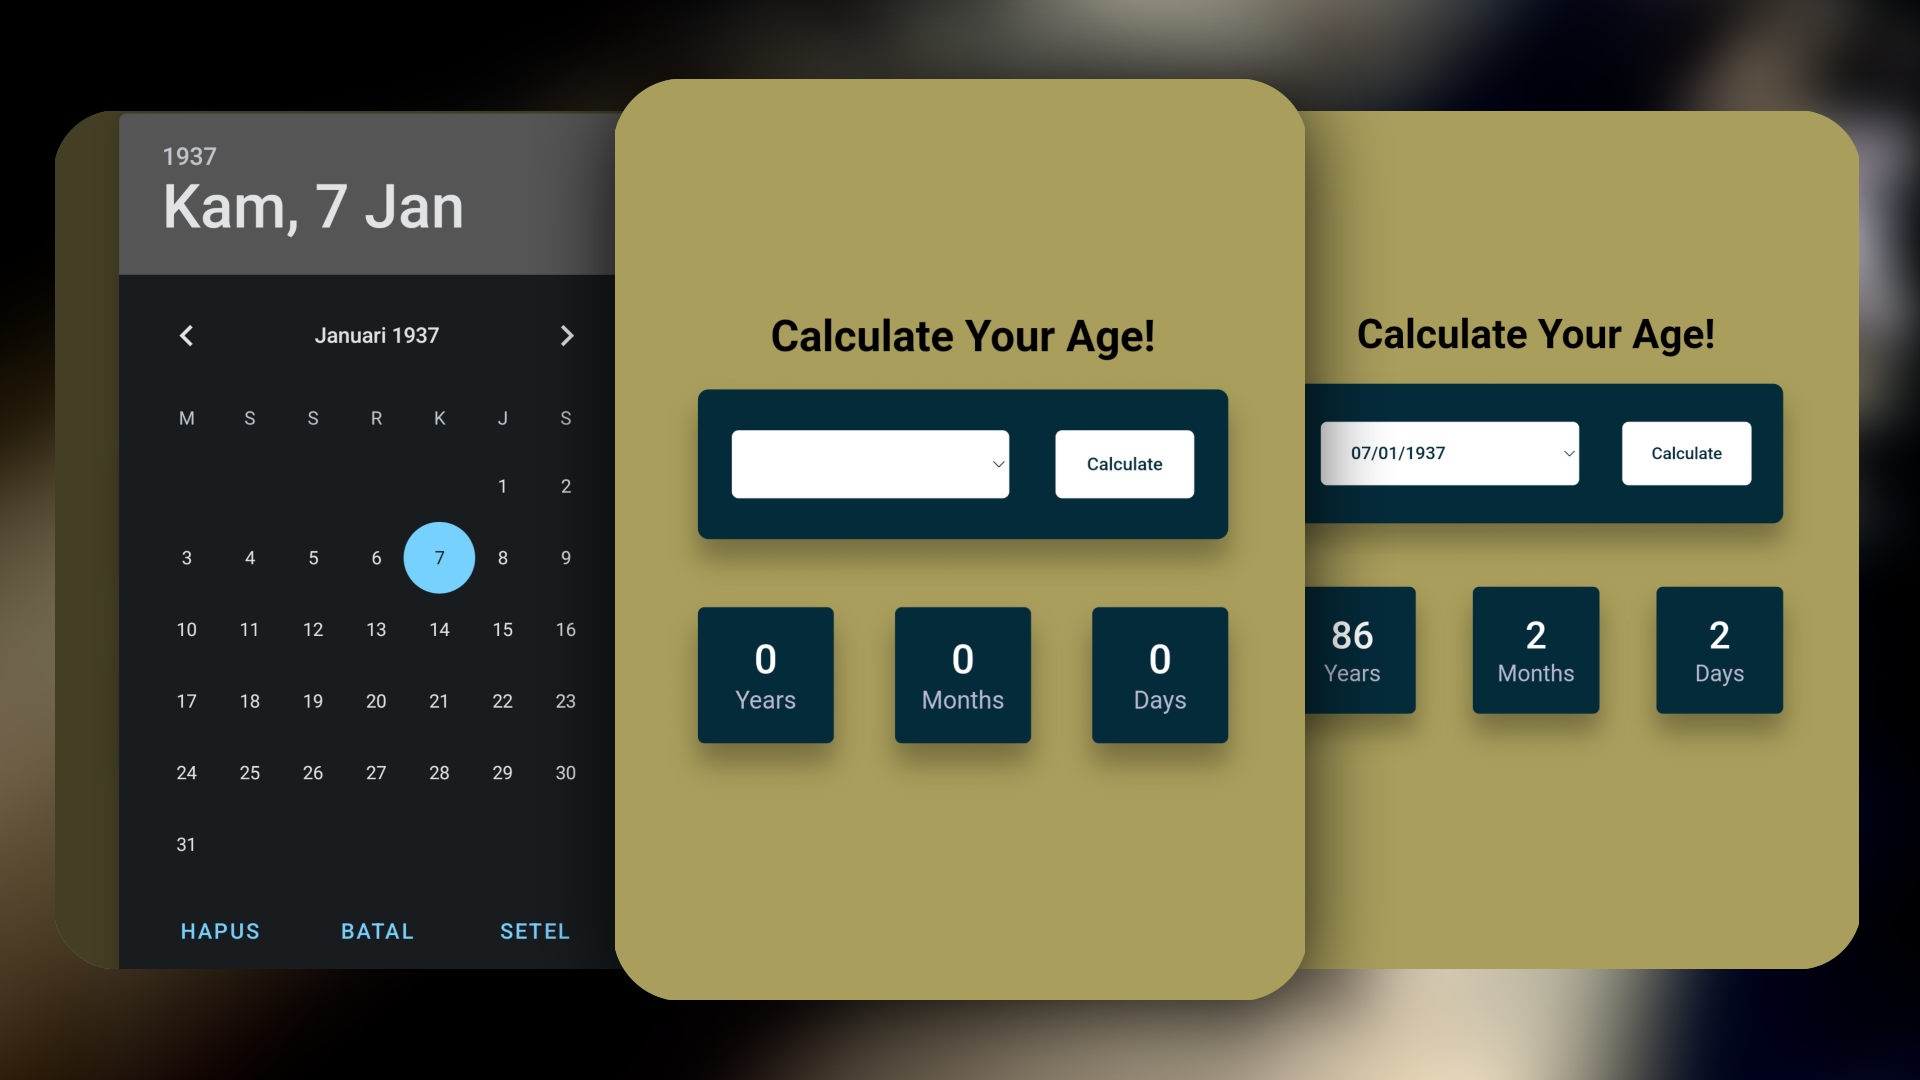 1937
Kam, 7 Jan
Januari 1937
M S S R K J S
1 2
3 4 5 6 7 8 9
10 11 12 13 14 15 16
17 18 19 20 21 22 23
24 25 26 27 28 29 30
31
HAPUS BATAL SETEL
Calculate Your Age!
Calculate
0 0 0
Years Months Days
Calculate Your Age!
07/01/1937 Calculate
86 2 2
Years Months Days